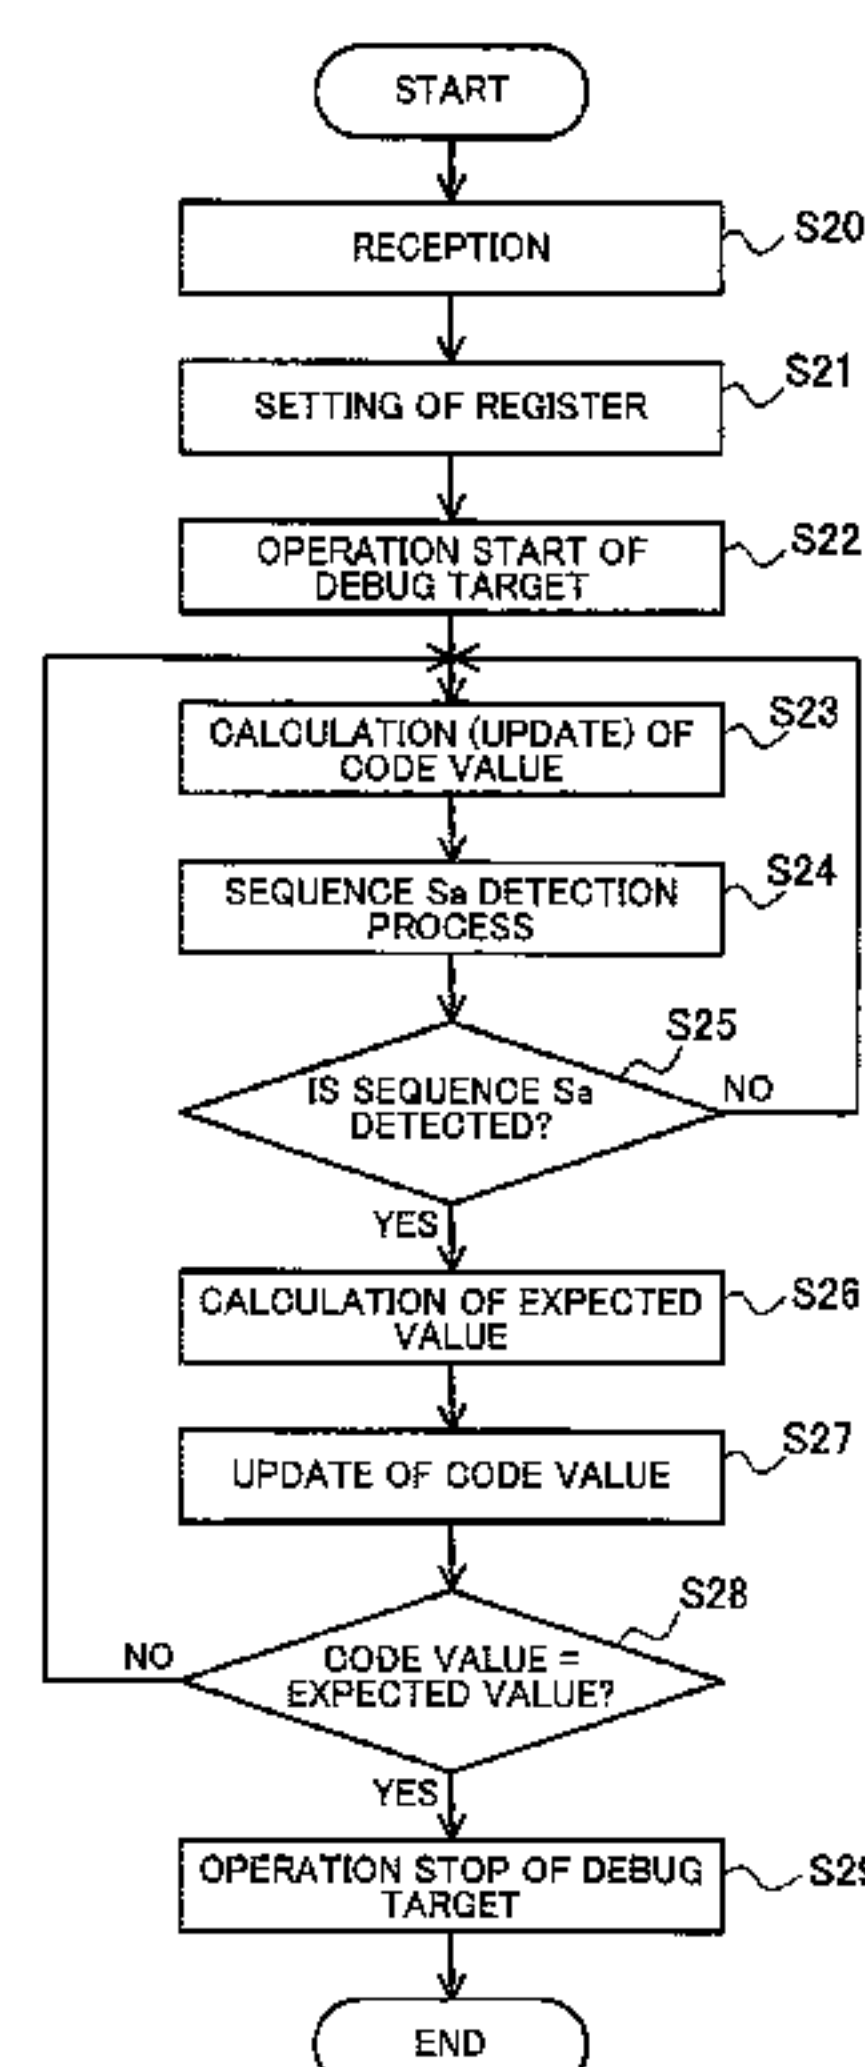 START
RECEPTION
S20
SETTING OF REGISTER
S21
OPERATION START OF
DEBUG TARGET
S22
CALCULATION (UPDATE) OF
CODE VALUE
S23
SEQUENCE Sa DETECTION
PROCESS
S24
IS SEQUENCE Sa
DETECTED?
S25
NO
YES
CALCULATION OF EXPECTED
VALUE
S26
UPDATE OF CODE VALUE
S27
CODE VALUE =
EXPECTED VALUE?
S28
NO
YES
OPERATION STOP OF DEBUG
TARGET
S29
END